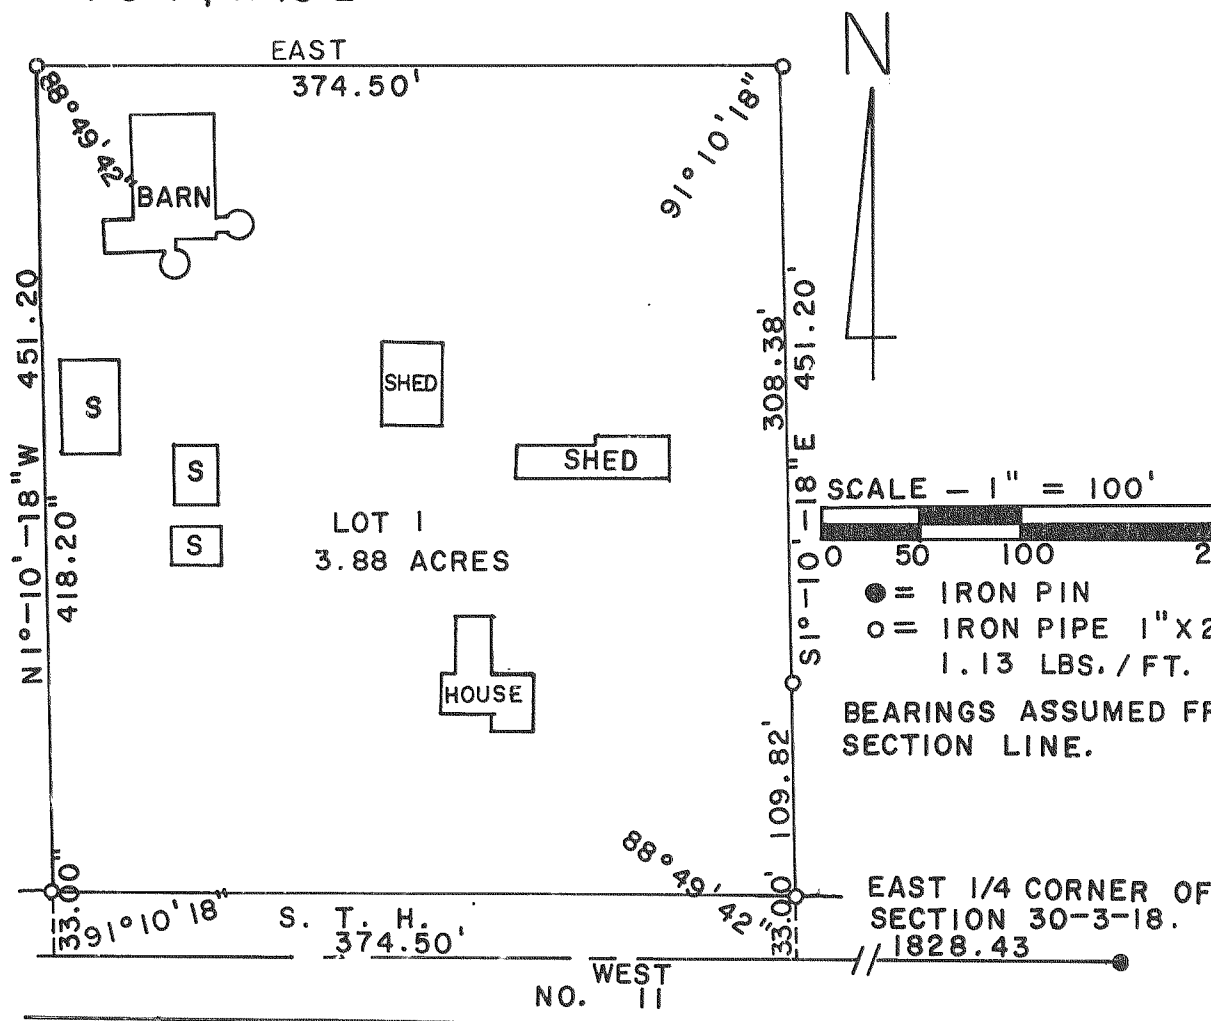 EAST
374.50'
N
88°49'42"
91°10'18"
BARN
N1°-10'-18"W 451.20
418.20"
308.38'
S1°-10'-18"E 451.20'
SHED
S
S
SHED
S
LOT 1
3.88 ACRES
SCALE - 1" = 100'
0 50 100 2
● = IRON PIN
○ = IRON PIPE 1" X 2
1.13 LBS. / FT.
BEARINGS ASSUMED FR
SECTION LINE.
HOUSE
109.82'
88°49'42"
33.00"
33.00'
91°10'18"
S. T. H.
374.50'
EAST 1/4 CORNER OF
SECTION 30-3-18.
1828.43
WEST
NO. 11